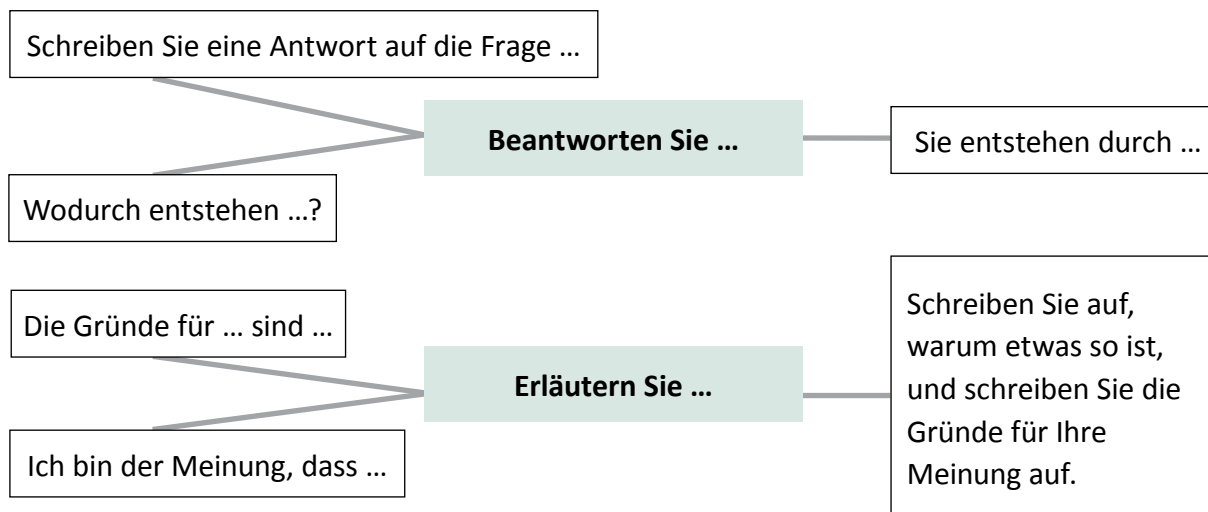 Schreiben Sie eine Antwort auf die Frage …
Beantworten Sie …
Sie entstehen durch …
Wodurch entstehen …?
Die Gründe für … sind …
Erläutern Sie …
Schreiben Sie auf,
warum etwas so ist,
und schreiben Sie die
Gründe für Ihre
Meinung auf.
Ich bin der Meinung, dass …